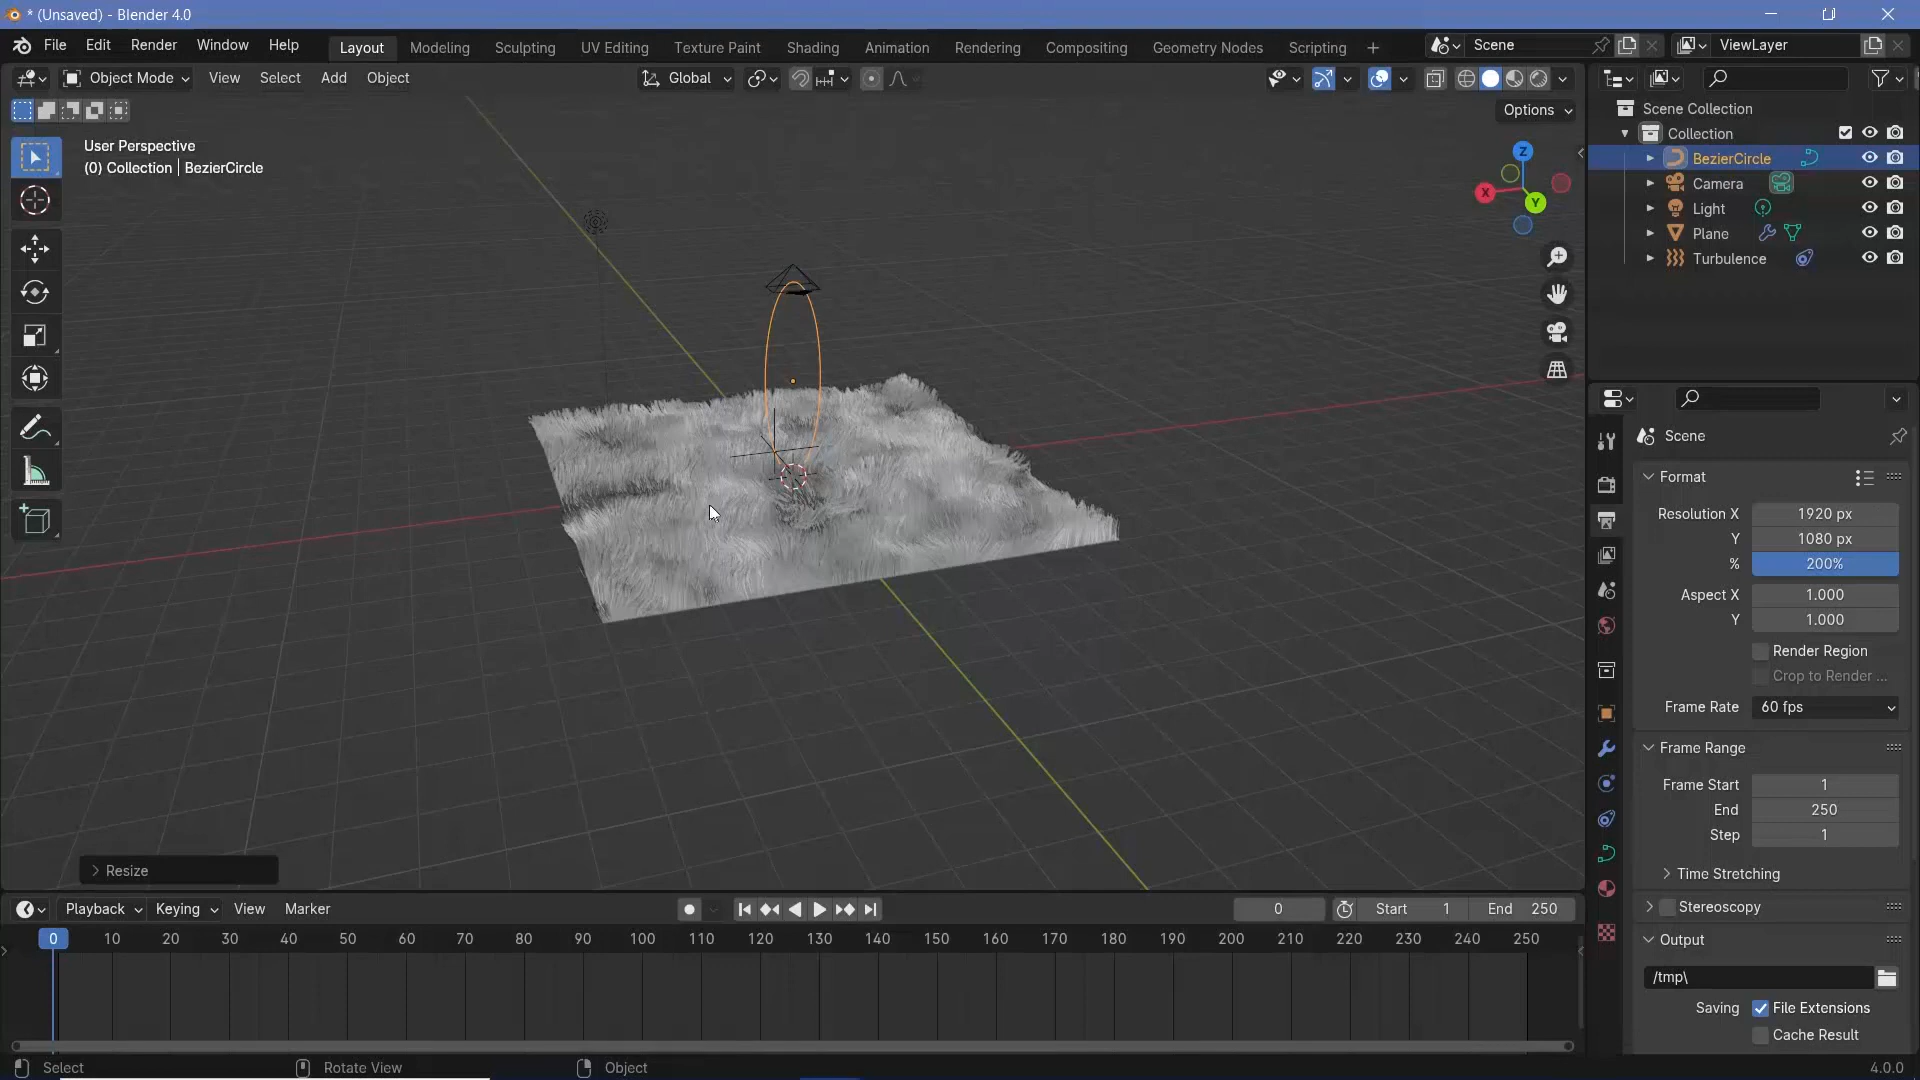 * (Unsaved) - Blender 4.0
File Edit Render Window Help
Layout Modeling Sculpting UV Editing Texture Paint Shading Animation Rendering Compositing Geometry Nodes Scripting +
Scene
ViewLayer
Object Mode View Select Add Object
Global
Options
User Perspective
(0) Collection | BezierCircle
Z
X
Y
Resize
Scene Collection
Collection
BezierCircle
Camera
Light
Plane
Turbulence
Scene
Format
Resolution X 1920 px
Y 1080 px
% 200%
Aspect X 1.000
Y 1.000
Render Region
Crop to Render ...
Frame Rate 60 fps
Frame Range
Frame Start 1
End 250
Step 1
Time Stretching
Stereoscopy
Output
/tmp\
Saving File Extensions
Cache Result
Playback Keying View Marker
0
Start 1
End 250
0 10 20 30 40 50 60 70 80 90 100 110 120 130 140 150 160 170 180 190 200 210 220 230 240 250
Select Rotate View Object
4.0.0